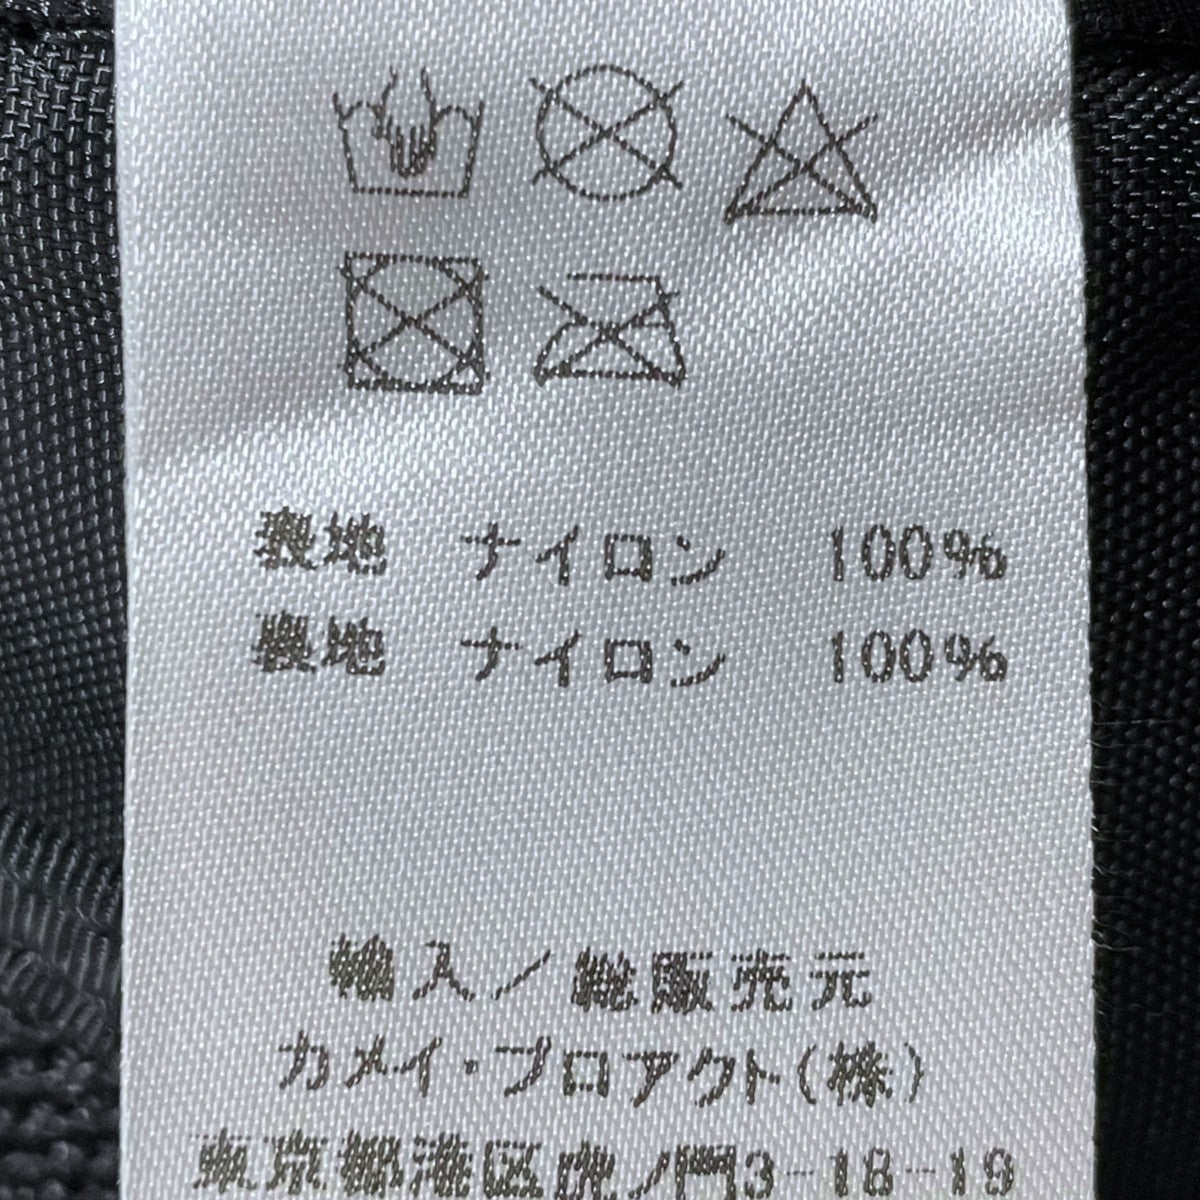 表地 ナイロン 100%
裏地 ナイロン 100%
輸入/総販売元
カメイ・プロアクト(株)
東京都港区虎ノ門3-18-19